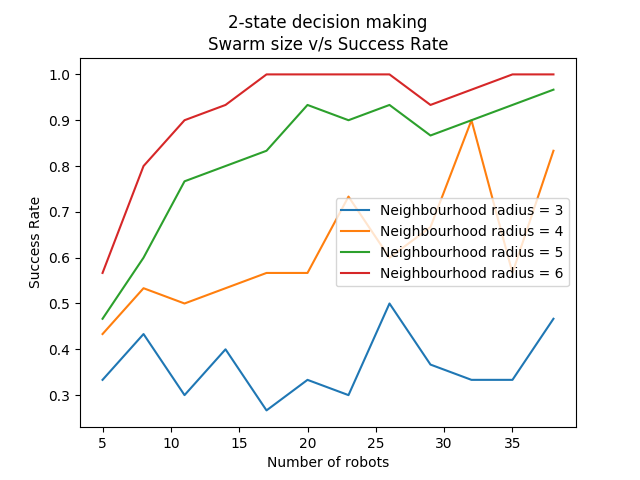 2-state decision making
Swarm size v/s Success Rate
Success Rate
1.0
0.9
0.8
0.7
0.6
0.5
0.4
0.3
Neighbourhood radius = 3
Neighbourhood radius = 4
Neighbourhood radius = 5
Neighbourhood radius = 6
5 10 15 20 25 30 35
Number of robots